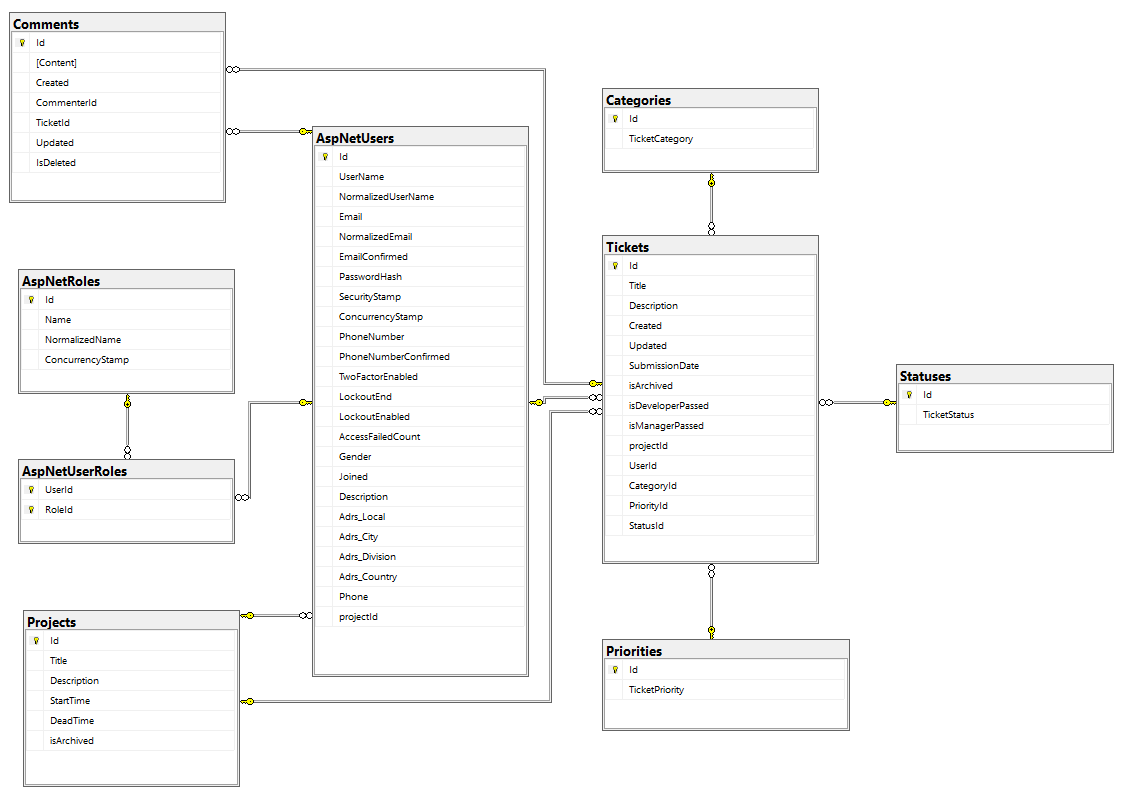 Comments
Id
[Content]
Created
CommenterId
TicketId
Updated
IsDeleted
AspNetRoles
Id
Name
NormalizedName
ConcurrencyStamp
AspNetUserRoles
UserId
RoleId
Projects
Id
Title
Description
StartTime
DeadTime
isArchived
AspNetUsers
Id
UserName
NormalizedUserName
Email
NormalizedEmail
EmailConfirmed
PasswordHash
SecurityStamp
ConcurrencyStamp
PhoneNumber
PhoneNumberConfirmed
TwoFactorEnabled
LockoutEnd
LockoutEnabled
AccessFailedCount
Gender
Joined
Description
Adrs_Local
Adrs_City
Adrs_Division
Adrs_Country
Phone
projectId
Categories
Id
TicketCategory
Tickets
Id
Title
Description
Created
Updated
SubmissionDate
isArchived
isDeveloperPassed
isManagerPassed
projectId
UserId
CategoryId
PriorityId
StatusId
Priorities
Id
TicketPriority
Statuses
Id
TicketStatus